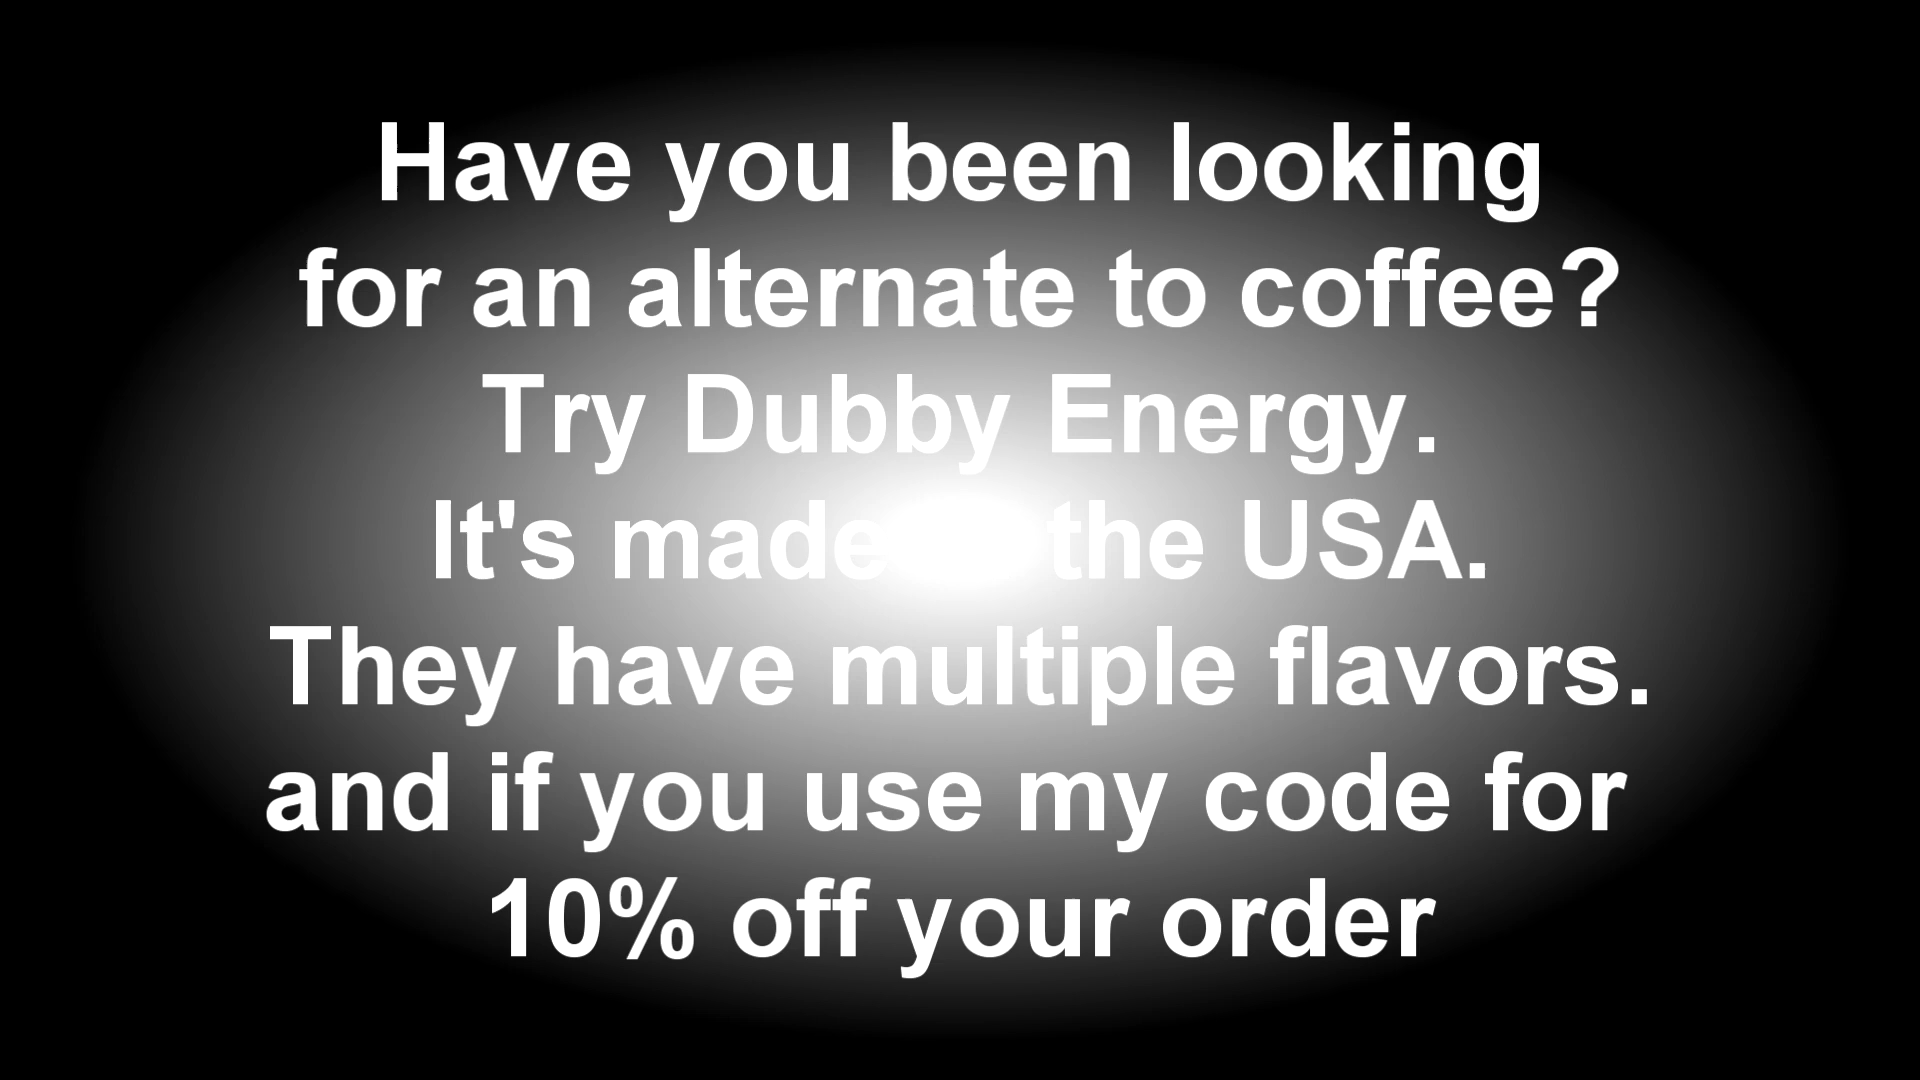 Have you been looking
for an alternate to coffee?
Try Dubby Energy.
It's made the USA.
They have multiple flavors.
and if you use my code for
10% off your order